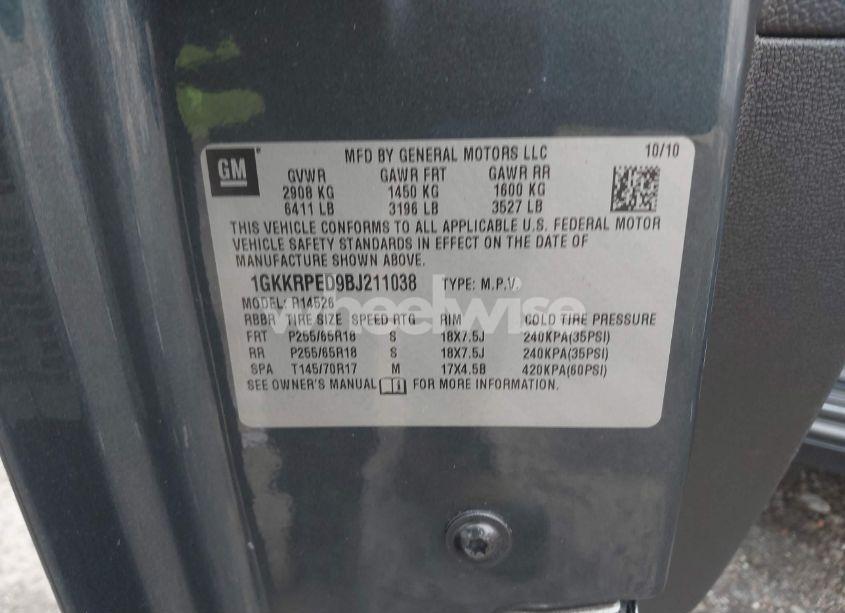 GM MFD BY GENERAL MOTORS LLC 10/10
GVWR GAWR FRT GAWR RR
2908 KG 1450 KG 1600 KG
6411 LB 3196 LB 3527 LB
THIS VEHICLE CONFORMS TO ALL APPLICABLE U.S. FEDERAL MOTOR
VEHICLE SAFETY STANDARDS IN EFFECT ON THE DATE OF
MANUFACTURE SHOWN ABOVE.
1GKKRPED9BJ211038 TYPE: M.P.V.
MODEL: R14526
wheelwise
RBBR TIRE SIZE SPEED RTG RIM COLD TIRE PRESSURE
FRT P255/65R18 S 18X7.5J 240KPA(35PSI)
RR P255/65R18 S 18X7.5J 240KPA(35PSI)
SPA T145/70R17 M 17X4.5B 420KPA(60PSI)
SEE OWNER'S MANUAL FOR MORE INFORMATION.